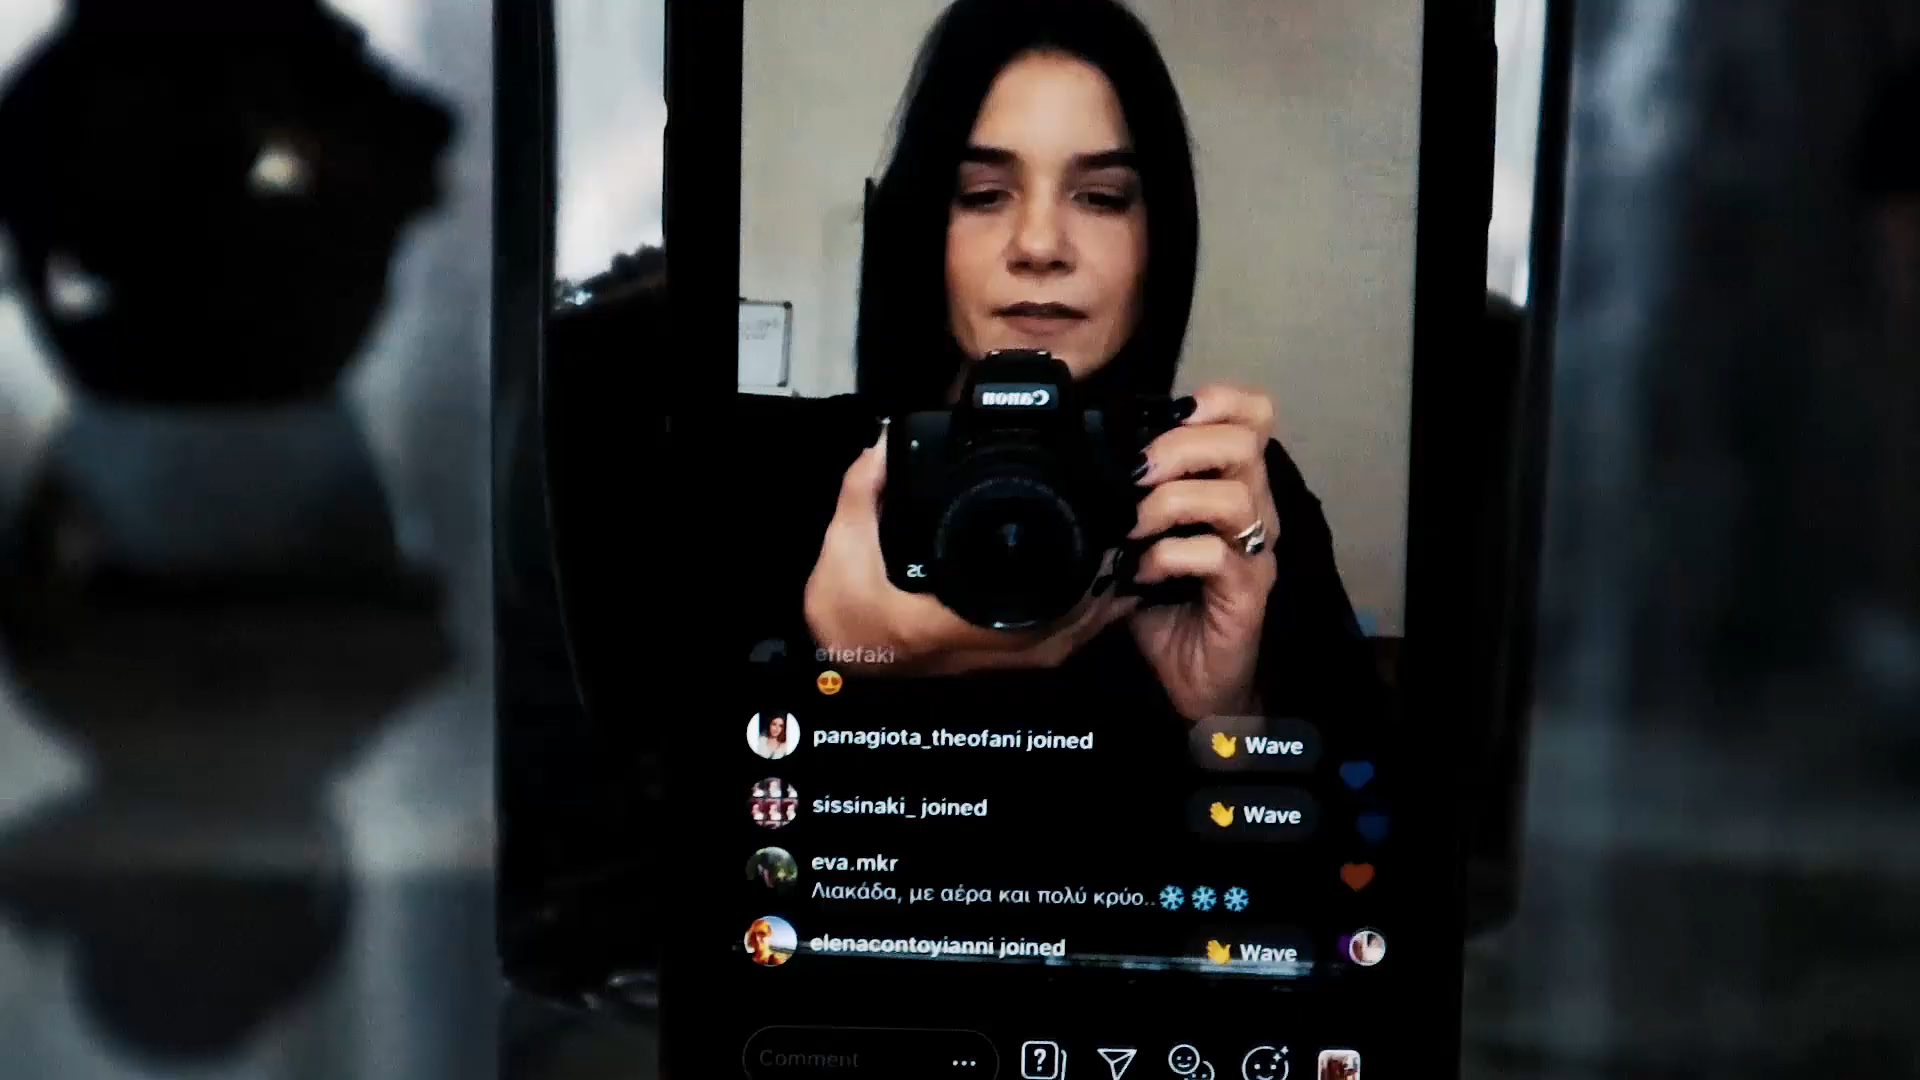 Canon
efiefaki
😍
panagiota_theofani joined
👋 Wave
sissinaki_ joined
👋 Wave
eva.mkr
Λιακάδα, με αέρα και πολύ κρύο..❄❄❄
elenacontoyianni joined
👋 Wave
Comment